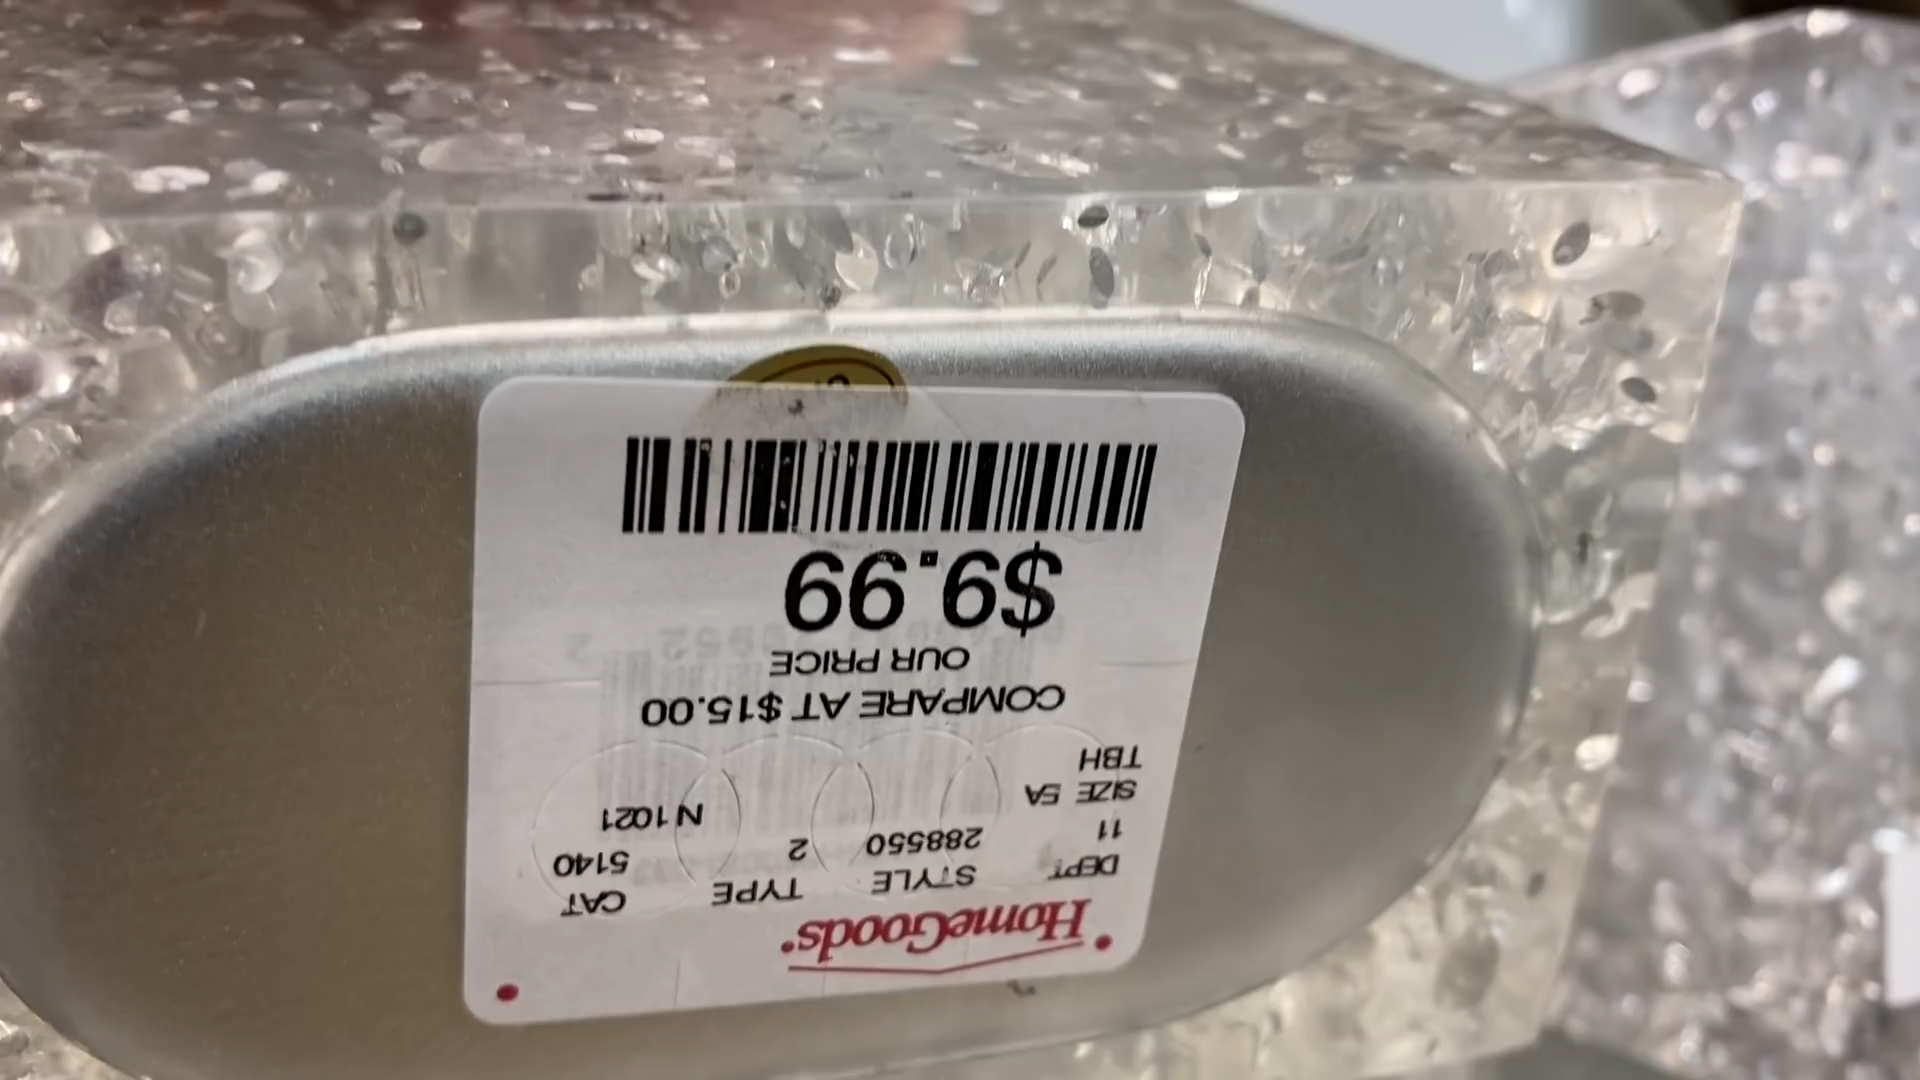 HomeGoods
DEPT STYLE TYPE CAT
11 288550 2 5140
SIZE EA N1021
TBH
COMPARE AT $15.00
OUR PRICE
$9.99